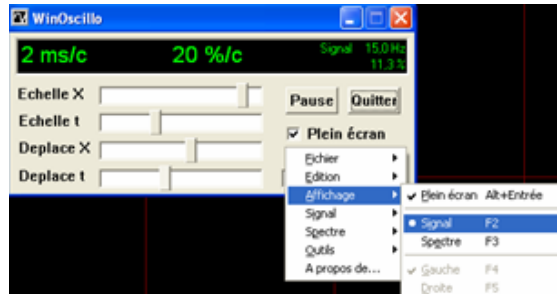 WinOscillo
2 ms/c 20 %/c Signal 15,0 Hz
11,3 %
Echelle X
Echelle t
Deplace X
Deplace t
Pause Quitter
Plein écran
Fichier
Edition
Affichage
Signal
Spectre
Outils
A propos de...
Plein écran Alt+Entrée
Signal F2
Spectre F3
Gauche F4
Droite F5